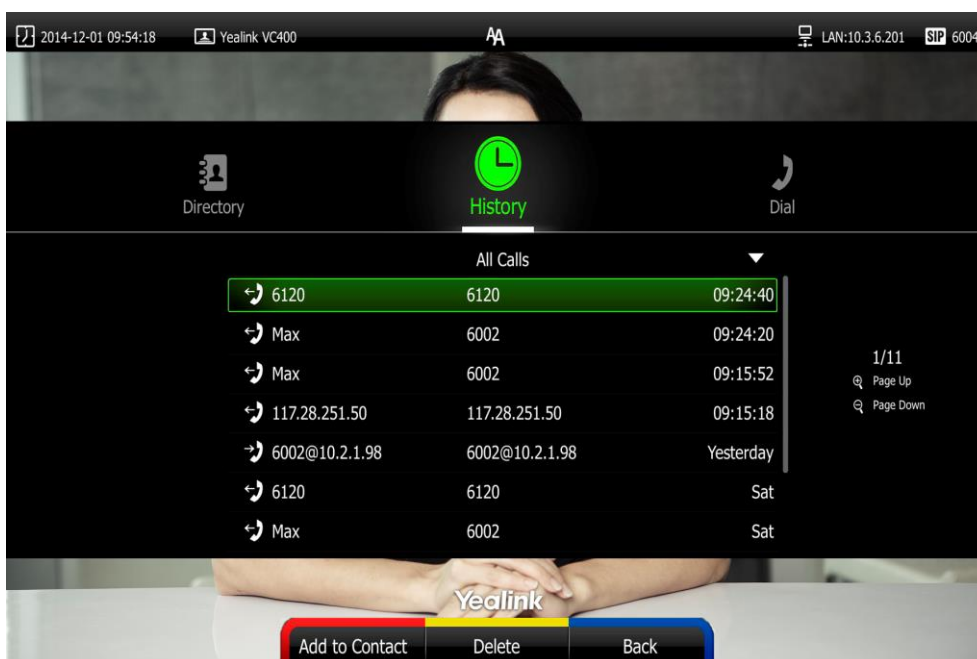 2014-12-01 09:54:18 Yealink VC400 AA LAN:10.3.6.201 SIP 6004
Directory History Dial
All Calls
6120 6120 09:24:40
Max 6002 09:24:20
Max 6002 09:15:52
117.28.251.50 117.28.251.50 09:15:18
6002@10.2.1.98 6002@10.2.1.98 Yesterday
6120 6120 Sat
Max 6002 Sat
1/11
Page Up
Page Down
Yealink
Add to Contact Delete Back